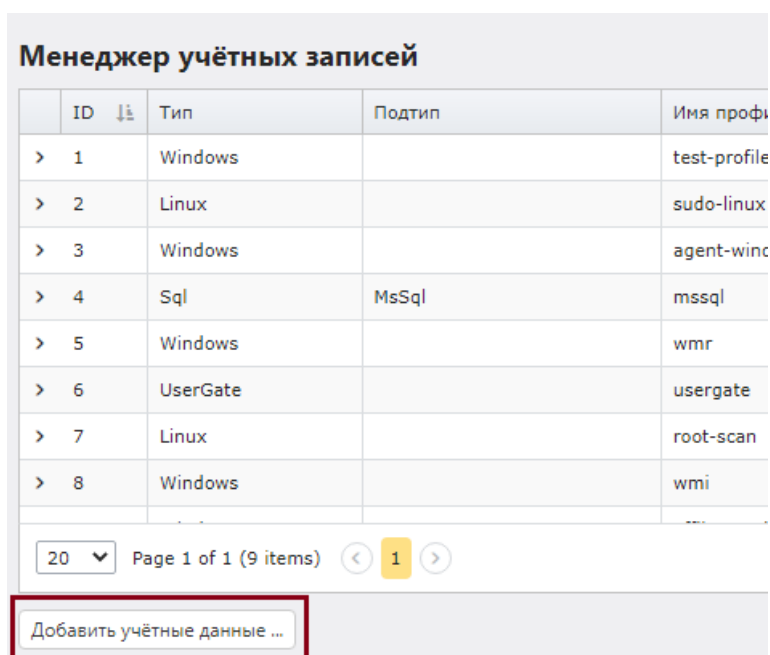 Менеджер учётных записей
ID Тип Подтип
1 Windows test-profile
2 Linux sudo-linux
3 Windows
4 Sql MsSql mssql
5 Windows wmr
6 UserGate usergate
7 Linux root-scan
8 Windows wmi
20 Page 1 of 1 (9 items) 1
Добавить учётные данные ...